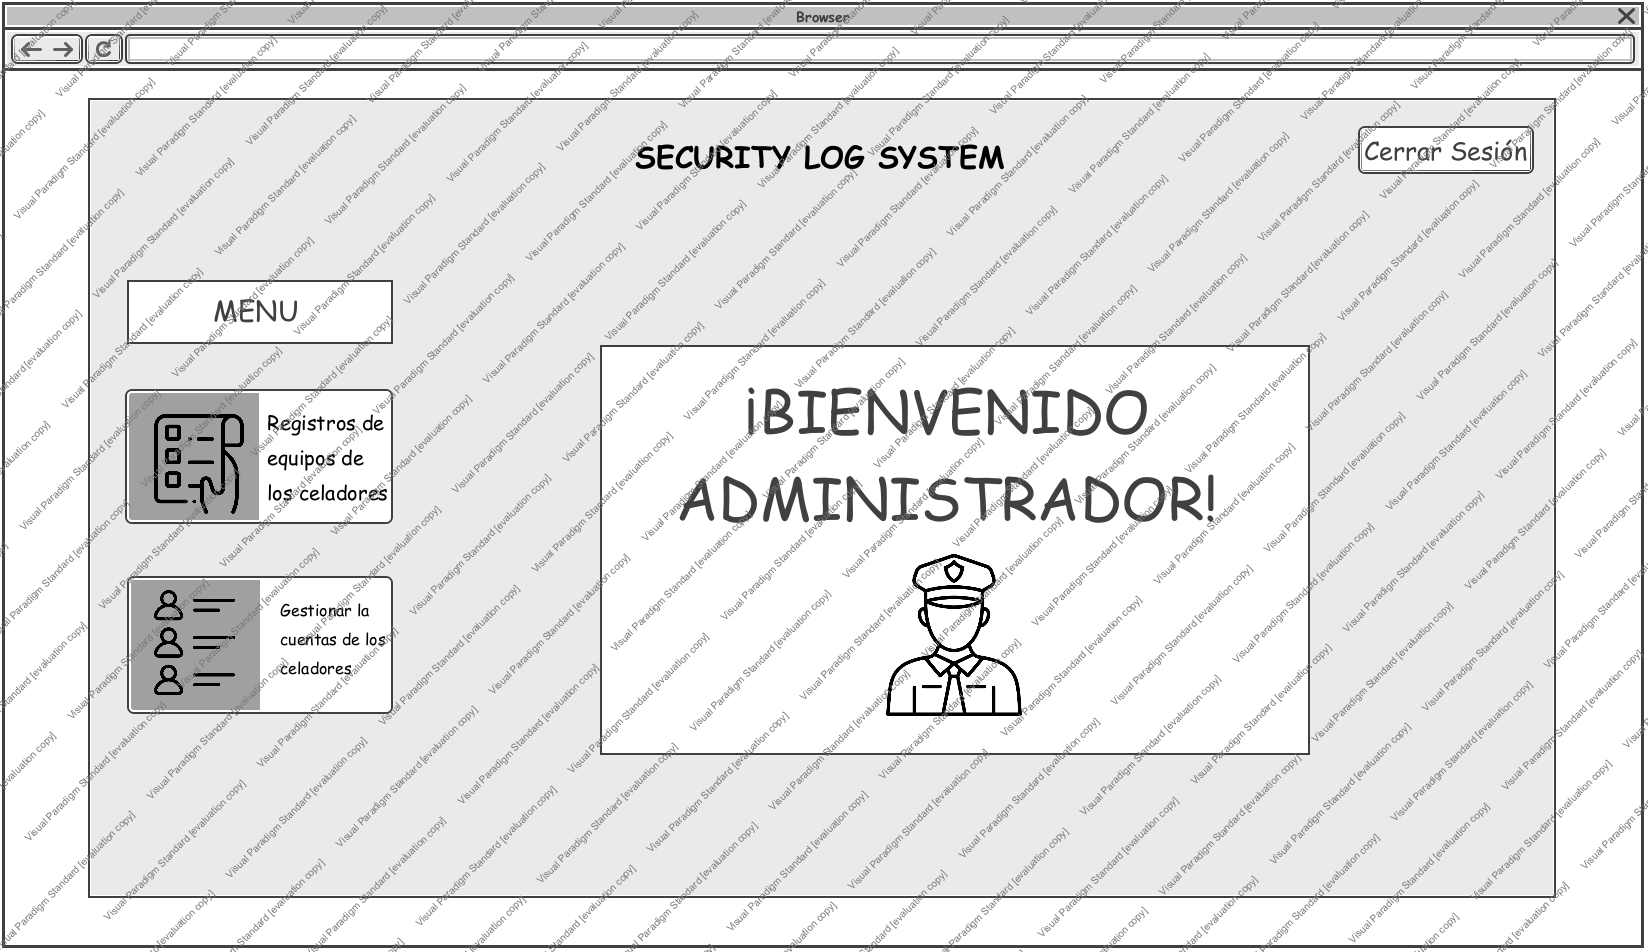 Browser
SECURITY LOG SYSTEM
Cerrar Sesión
MENU
Registros de
equipos de
los celadores
Gestionar la
cuentas de los
celadores
¡BIENVENIDO
ADMINISTRADOR!
Visual Paradigm Standard [evaluation copy]